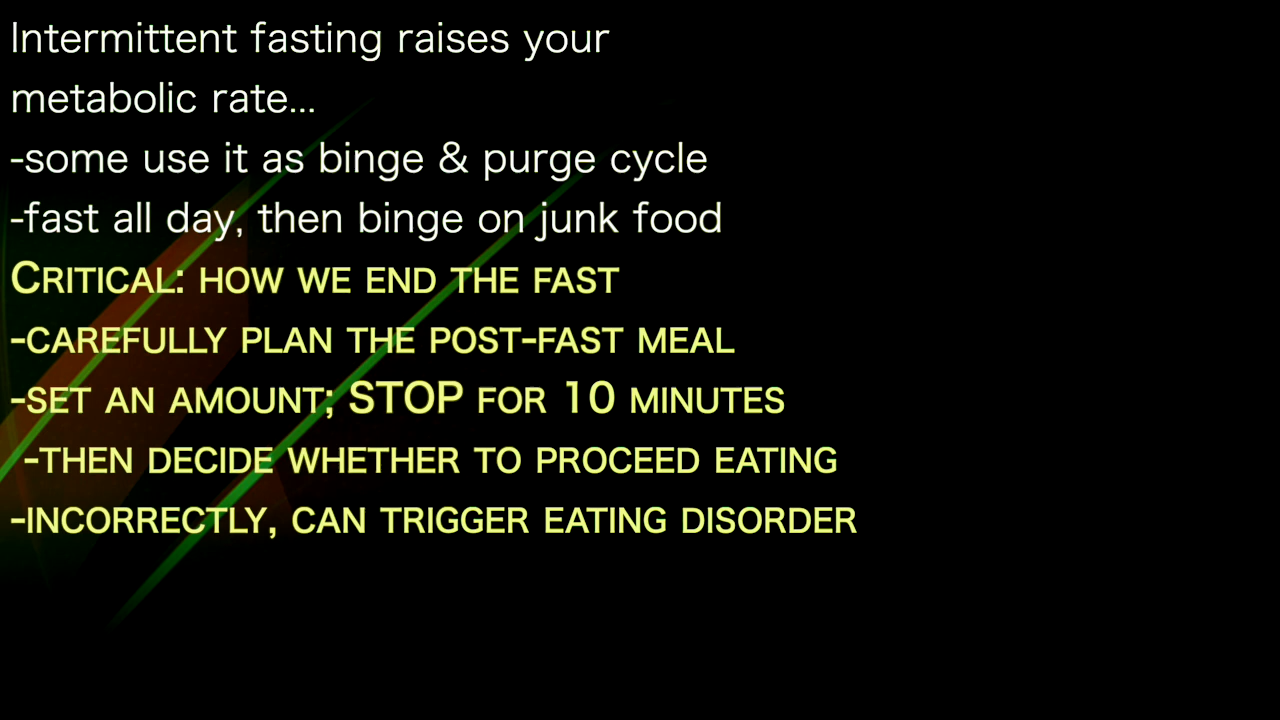 Intermittent fasting raises your
metabolic rate...
-some use it as binge & purge cycle
-fast all day, then binge on junk food
Critical: how we end the fast
-carefully plan the post-fast meal
-set an amount; STOP for 10 minutes
-then decide whether to proceed eating
-incorrectly, can trigger eating disorder